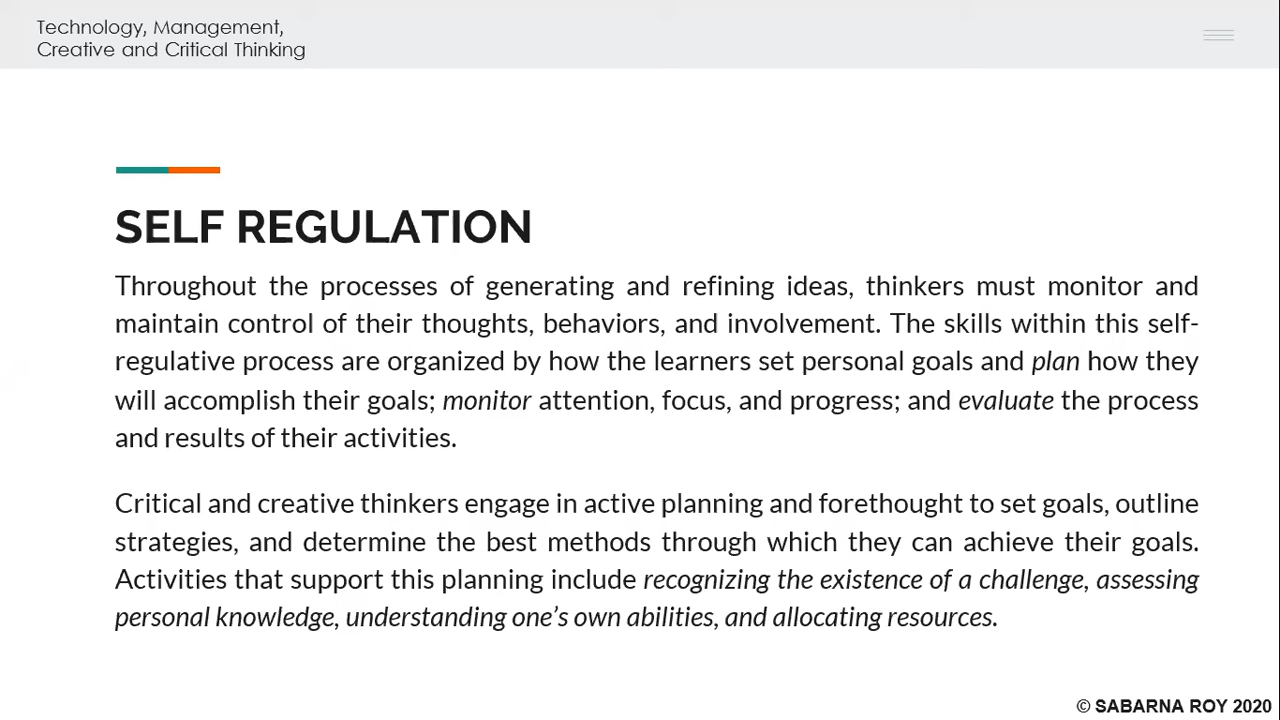 Technology, Management,
Creative and Critical Thinking
SELF REGULATION
Throughout the processes of generating and refining ideas, thinkers must monitor and
maintain control of their thoughts, behaviors, and involvement. The skills within this self-
regulative process are organized by how the learners set personal goals and plan how they
will accomplish their goals; monitor attention, focus, and progress; and evaluate the process
and results of their activities.
Critical and creative thinkers engage in active planning and forethought to set goals, outline
strategies, and determine the best methods through which they can achieve their goals.
Activities that support this planning include recognizing the existence of a challenge, assessing
personal knowledge, understanding one’s own abilities, and allocating resources.
© SABARNA ROY 2020